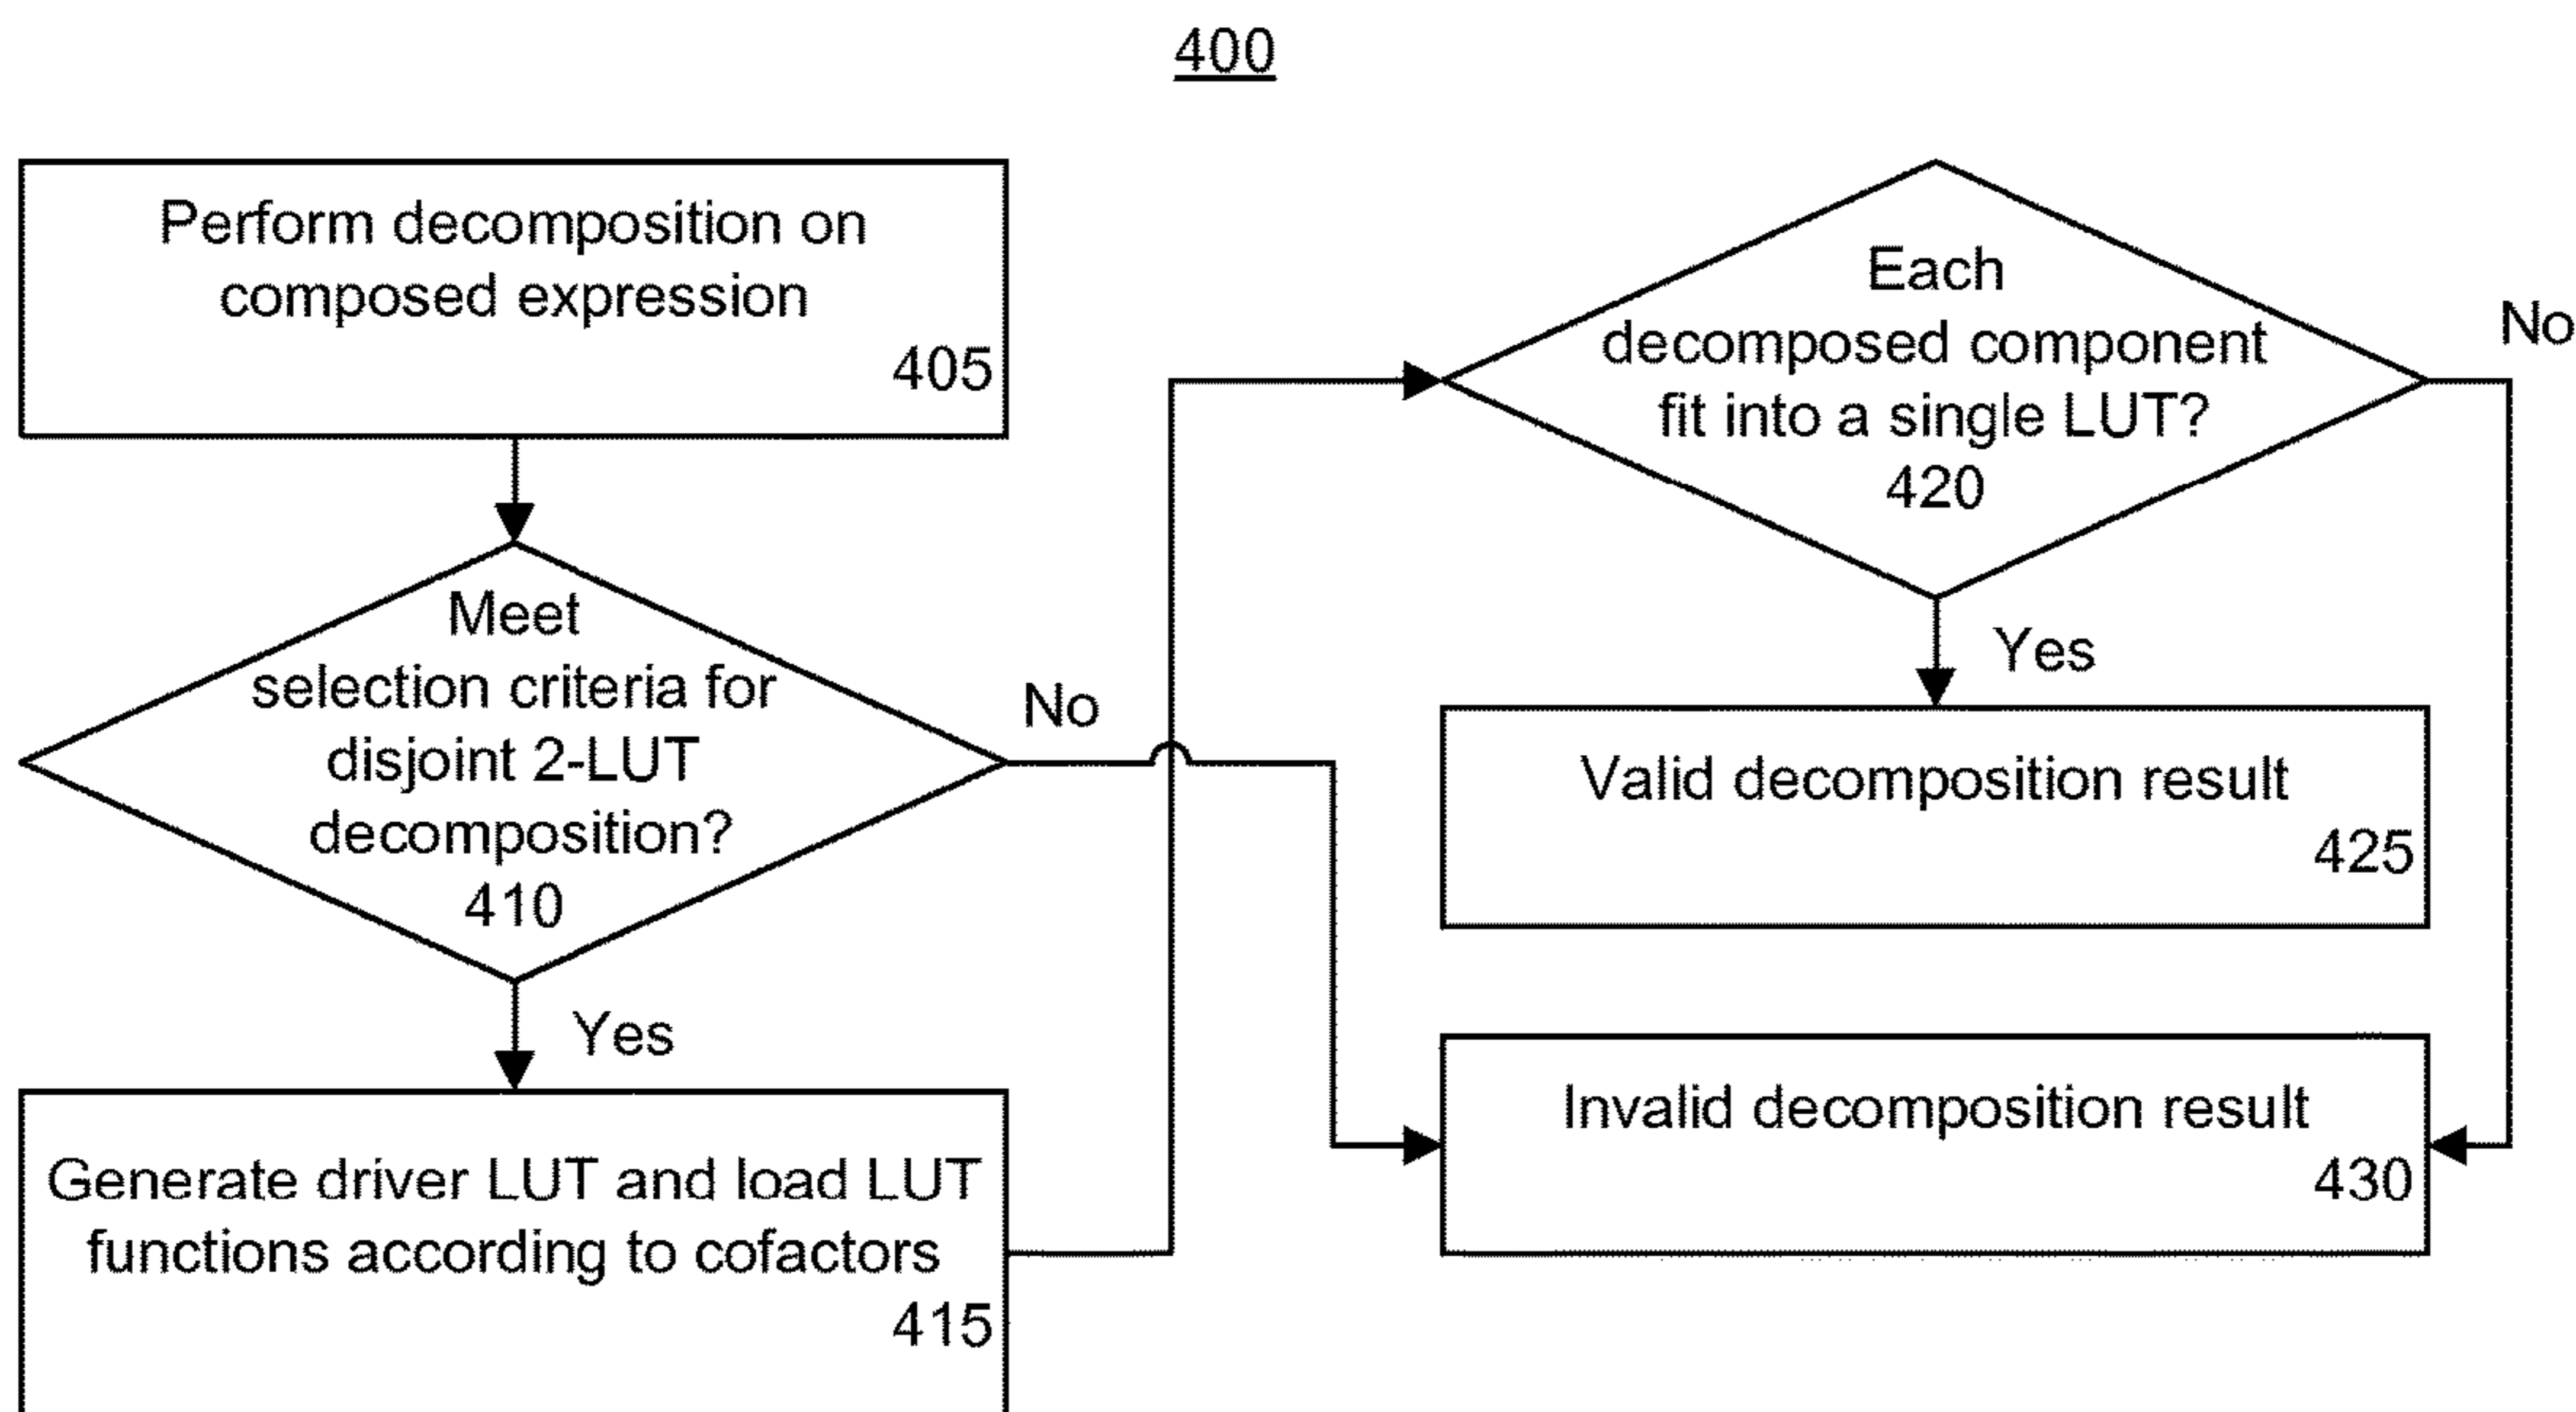 400
Perform decomposition on
composed expression
405
Meet
selection criteria for
disjoint 2-LUT
decomposition?
410
No
Yes
Generate driver LUT and load LUT
functions according to cofactors
415
Each
decomposed component
fit into a single LUT?
420
No
Yes
Valid decomposition result
425
Invalid decomposition result
430